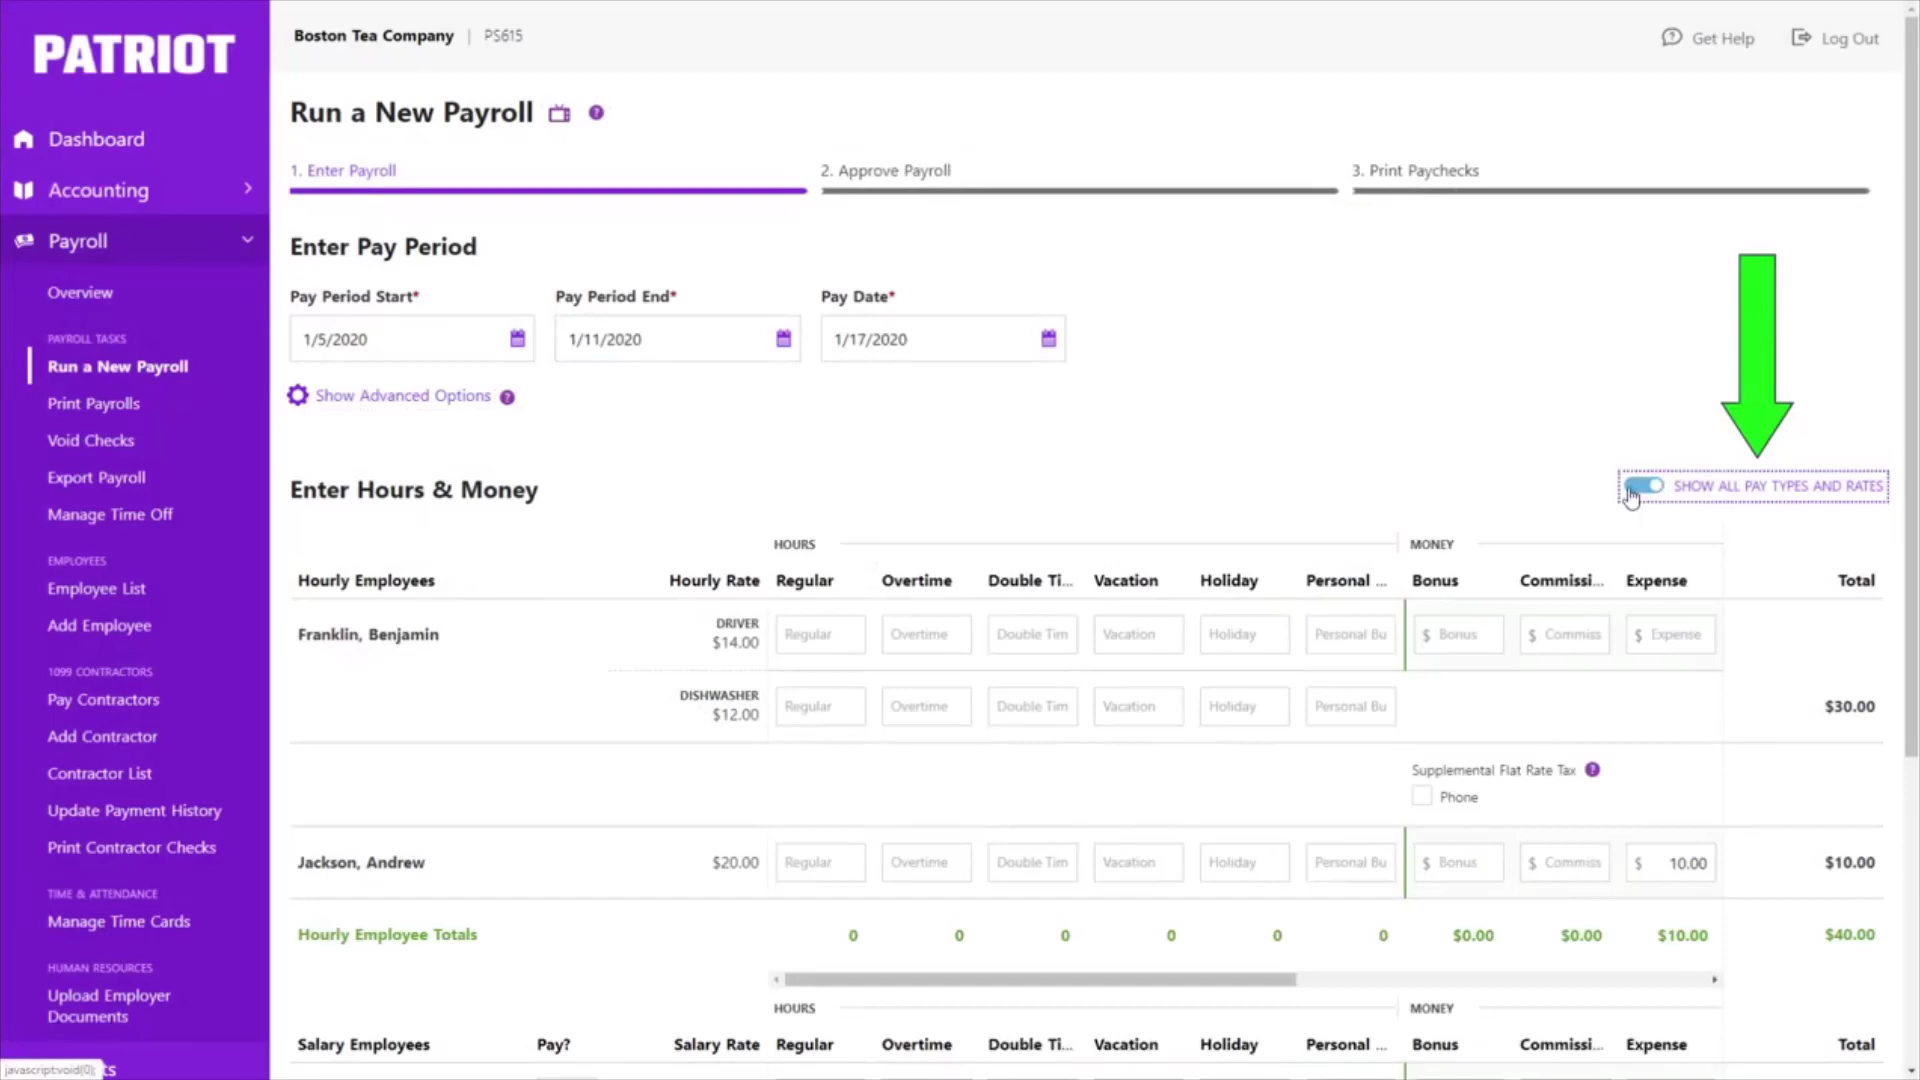 PATRIOT
Boston Tea Company | PS615
Get Help
Log Out
Dashboard
Accounting
Payroll
Overview
PAYROLL TASKS
Run a New Payroll
Print Payrolls
Void Checks
Export Payroll
Manage Time Off
EMPLOYEES
Employee List
Add Employee
1099 CONTRACTORS
Pay Contractors
Add Contractor
Contractor List
Update Payment History
Print Contractor Checks
TIME & ATTENDANCE
Manage Time Cards
HUMAN RESOURCES
Upload Employer
Documents
javascript:void(0);
Run a New Payroll
1. Enter Payroll
2. Approve Payroll
3. Print Paychecks
Enter Pay Period
Pay Period Start* Pay Period End* Pay Date*
1/5/2020 1/11/2020 1/17/2020
Show Advanced Options
Enter Hours & Money
SHOW ALL PAY TYPES AND RATES
HOURS MONEY
Hourly Employees Hourly Rate Regular Overtime Double Ti... Vacation Holiday Personal ... Bonus Commissi... Expense Total
DRIVER
Franklin, Benjamin $14.00 Regular Overtime Double Tim Vacation Holiday Personal Bu $ Bonus $ Commiss $ Expense
DISHWASHER
$12.00 Regular Overtime Double Tim Vacation Holiday Personal Bu $30.00
Supplemental Flat Rate Tax
Phone
Jackson, Andrew $20.00 Regular Overtime Double Tim Vacation Holiday Personal Bu $ Bonus $ Commiss $ 10.00 $10.00
Hourly Employee Totals 0 0 0 0 0 0 $0.00 $0.00 $10.00 $40.00
HOURS MONEY
Salary Employees Pay? Salary Rate Regular Overtime Double Ti... Vacation Holiday Personal ... Bonus Commissi... Expense Total